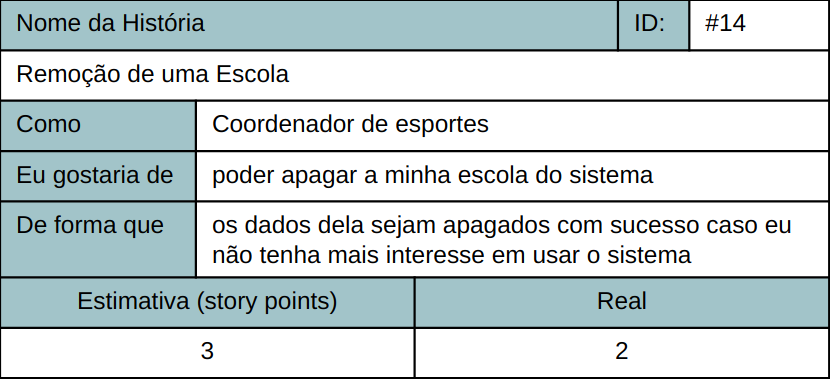 Nome da História ID: #14
Remoção de uma Escola
Como Coordenador de esportes
Eu gostaria de poder apagar a minha escola do sistema
De forma que os dados dela sejam apagados com sucesso caso eu
não tenha mais interesse em usar o sistema
Estimativa (story points) Real
3 2